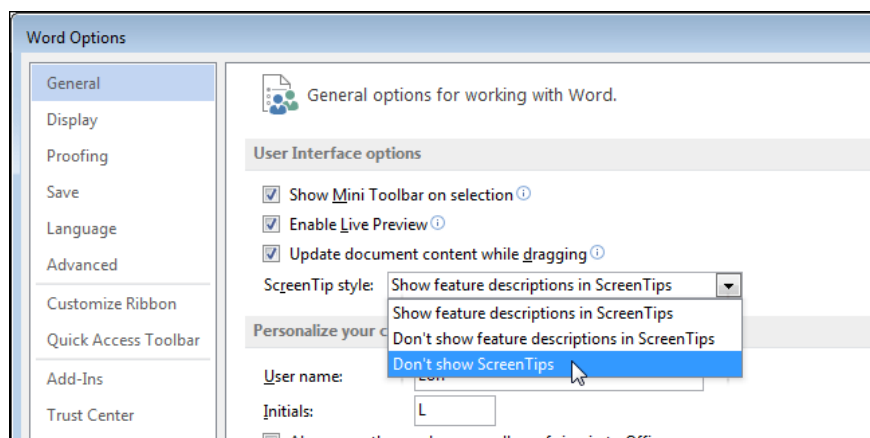 Word Options
General
Display
Proofing
Save
Language
Advanced
Customize Ribbon
Quick Access Toolbar
Add-Ins
Trust Center
General options for working with Word.
User Interface options
Show Mini Toolbar on selection
Enable Live Preview
Update document content while dragging
ScreenTip style: Show feature descriptions in ScreenTips
Show feature descriptions in ScreenTips
Don't show feature descriptions in ScreenTips
Don't show ScreenTips
Personalize your c
User name:
Initials: L